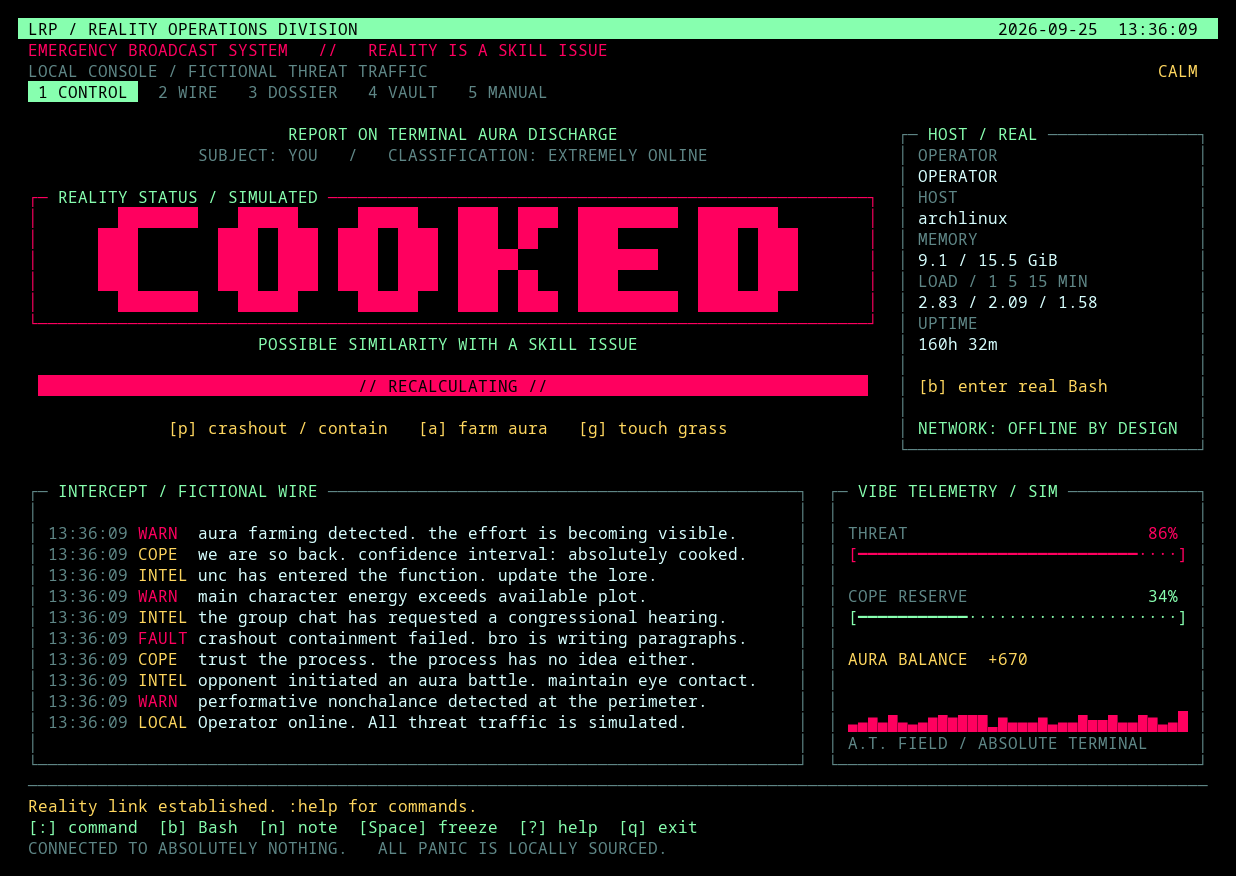 LRP / REALITY OPERATIONS DIVISION 2026-09-25 13:36:09
EMERGENCY BROADCAST SYSTEM // REALITY IS A SKILL ISSUE
LOCAL CONSOLE / FICTIONAL THREAT TRAFFIC CALM
1 CONTROL 2 WIRE 3 DOSSIER 4 VAULT 5 MANUAL
REPORT ON TERMINAL AURA DISCHARGE
SUBJECT: YOU / CLASSIFICATION: EXTREMELY ONLINE
REALITY STATUS / SIMULATED
COOKED
POSSIBLE SIMILARITY WITH A SKILL ISSUE
// RECALCULATING //
[p] crashout / contain [a] farm aura [g] touch grass
HOST / REAL
OPERATOR
OPERATOR
HOST
archlinux
MEMORY
9.1 / 15.5 GiB
LOAD / 1 5 15 MIN
2.83 / 2.09 / 1.58
UPTIME
160h 32m
[b] enter real Bash
NETWORK: OFFLINE BY DESIGN
INTERCEPT / FICTIONAL WIRE
13:36:09 WARN aura farming detected. the effort is becoming visible.
13:36:09 COPE we are so back. confidence interval: absolutely cooked.
13:36:09 INTEL unc has entered the function. update the lore.
13:36:09 WARN main character energy exceeds available plot.
13:36:09 INTEL the group chat has requested a congressional hearing.
13:36:09 FAULT crashout containment failed. bro is writing paragraphs.
13:36:09 COPE trust the process. the process has no idea either.
13:36:09 INTEL opponent initiated an aura battle. maintain eye contact.
13:36:09 WARN performative nonchalance detected at the perimeter.
13:36:09 LOCAL Operator online. All threat traffic is simulated.
VIBE TELEMETRY / SIM
THREAT 86%
COPE RESERVE 34%
AURA BALANCE +670
A.T. FIELD / ABSOLUTE TERMINAL
Reality link established. :help for commands.
[:] command [b] Bash [n] note [Space] freeze [?] help [q] exit
CONNECTED TO ABSOLUTELY NOTHING. ALL PANIC IS LOCALLY SOURCED.